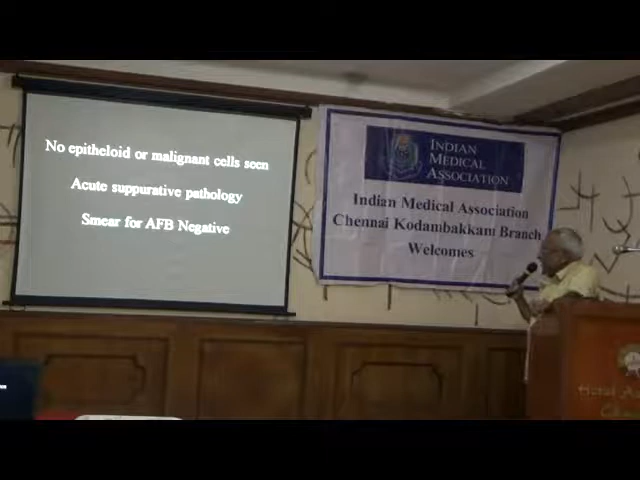 No epitheloid or malignant cells seen
Acute suppurative pathology
Smear for AFB Negative
INDIAN
MEDICAL
ASSOCIATION
Indian Medical Association
Chennai Kodambakkam Branch
Welcomes